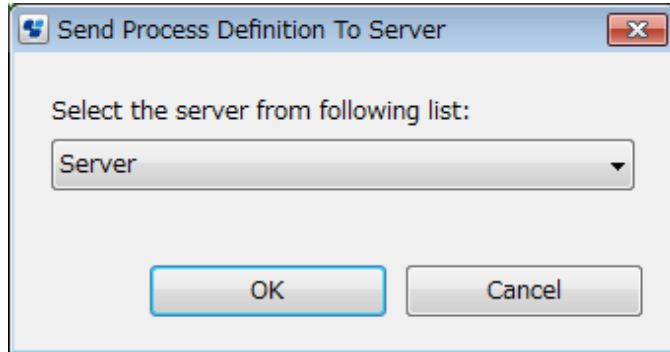 Send Process Definition To Server
Select the server from following list:
Server
OK
Cancel